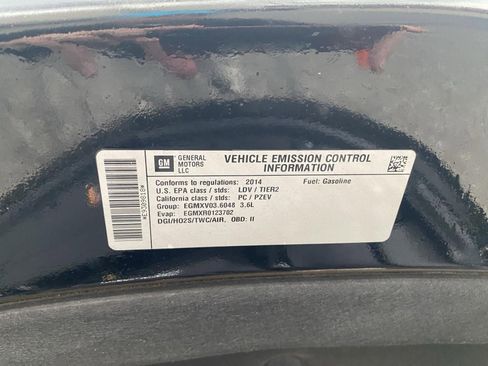 GM
GENERAL
MOTORS
LLC
VEHICLE EMISSION CONTROL
INFORMATION
Conforms to regulations: 2014 Fuel: Gasoline
U.S. EPA class / stds: LDV / TIER2
California class / stds: PC / PZEV
Group: EGMXV03.6048 3.6L
Evap: EGMXR0123702
DGI/HO2S/TWC/AIR, OBD: II